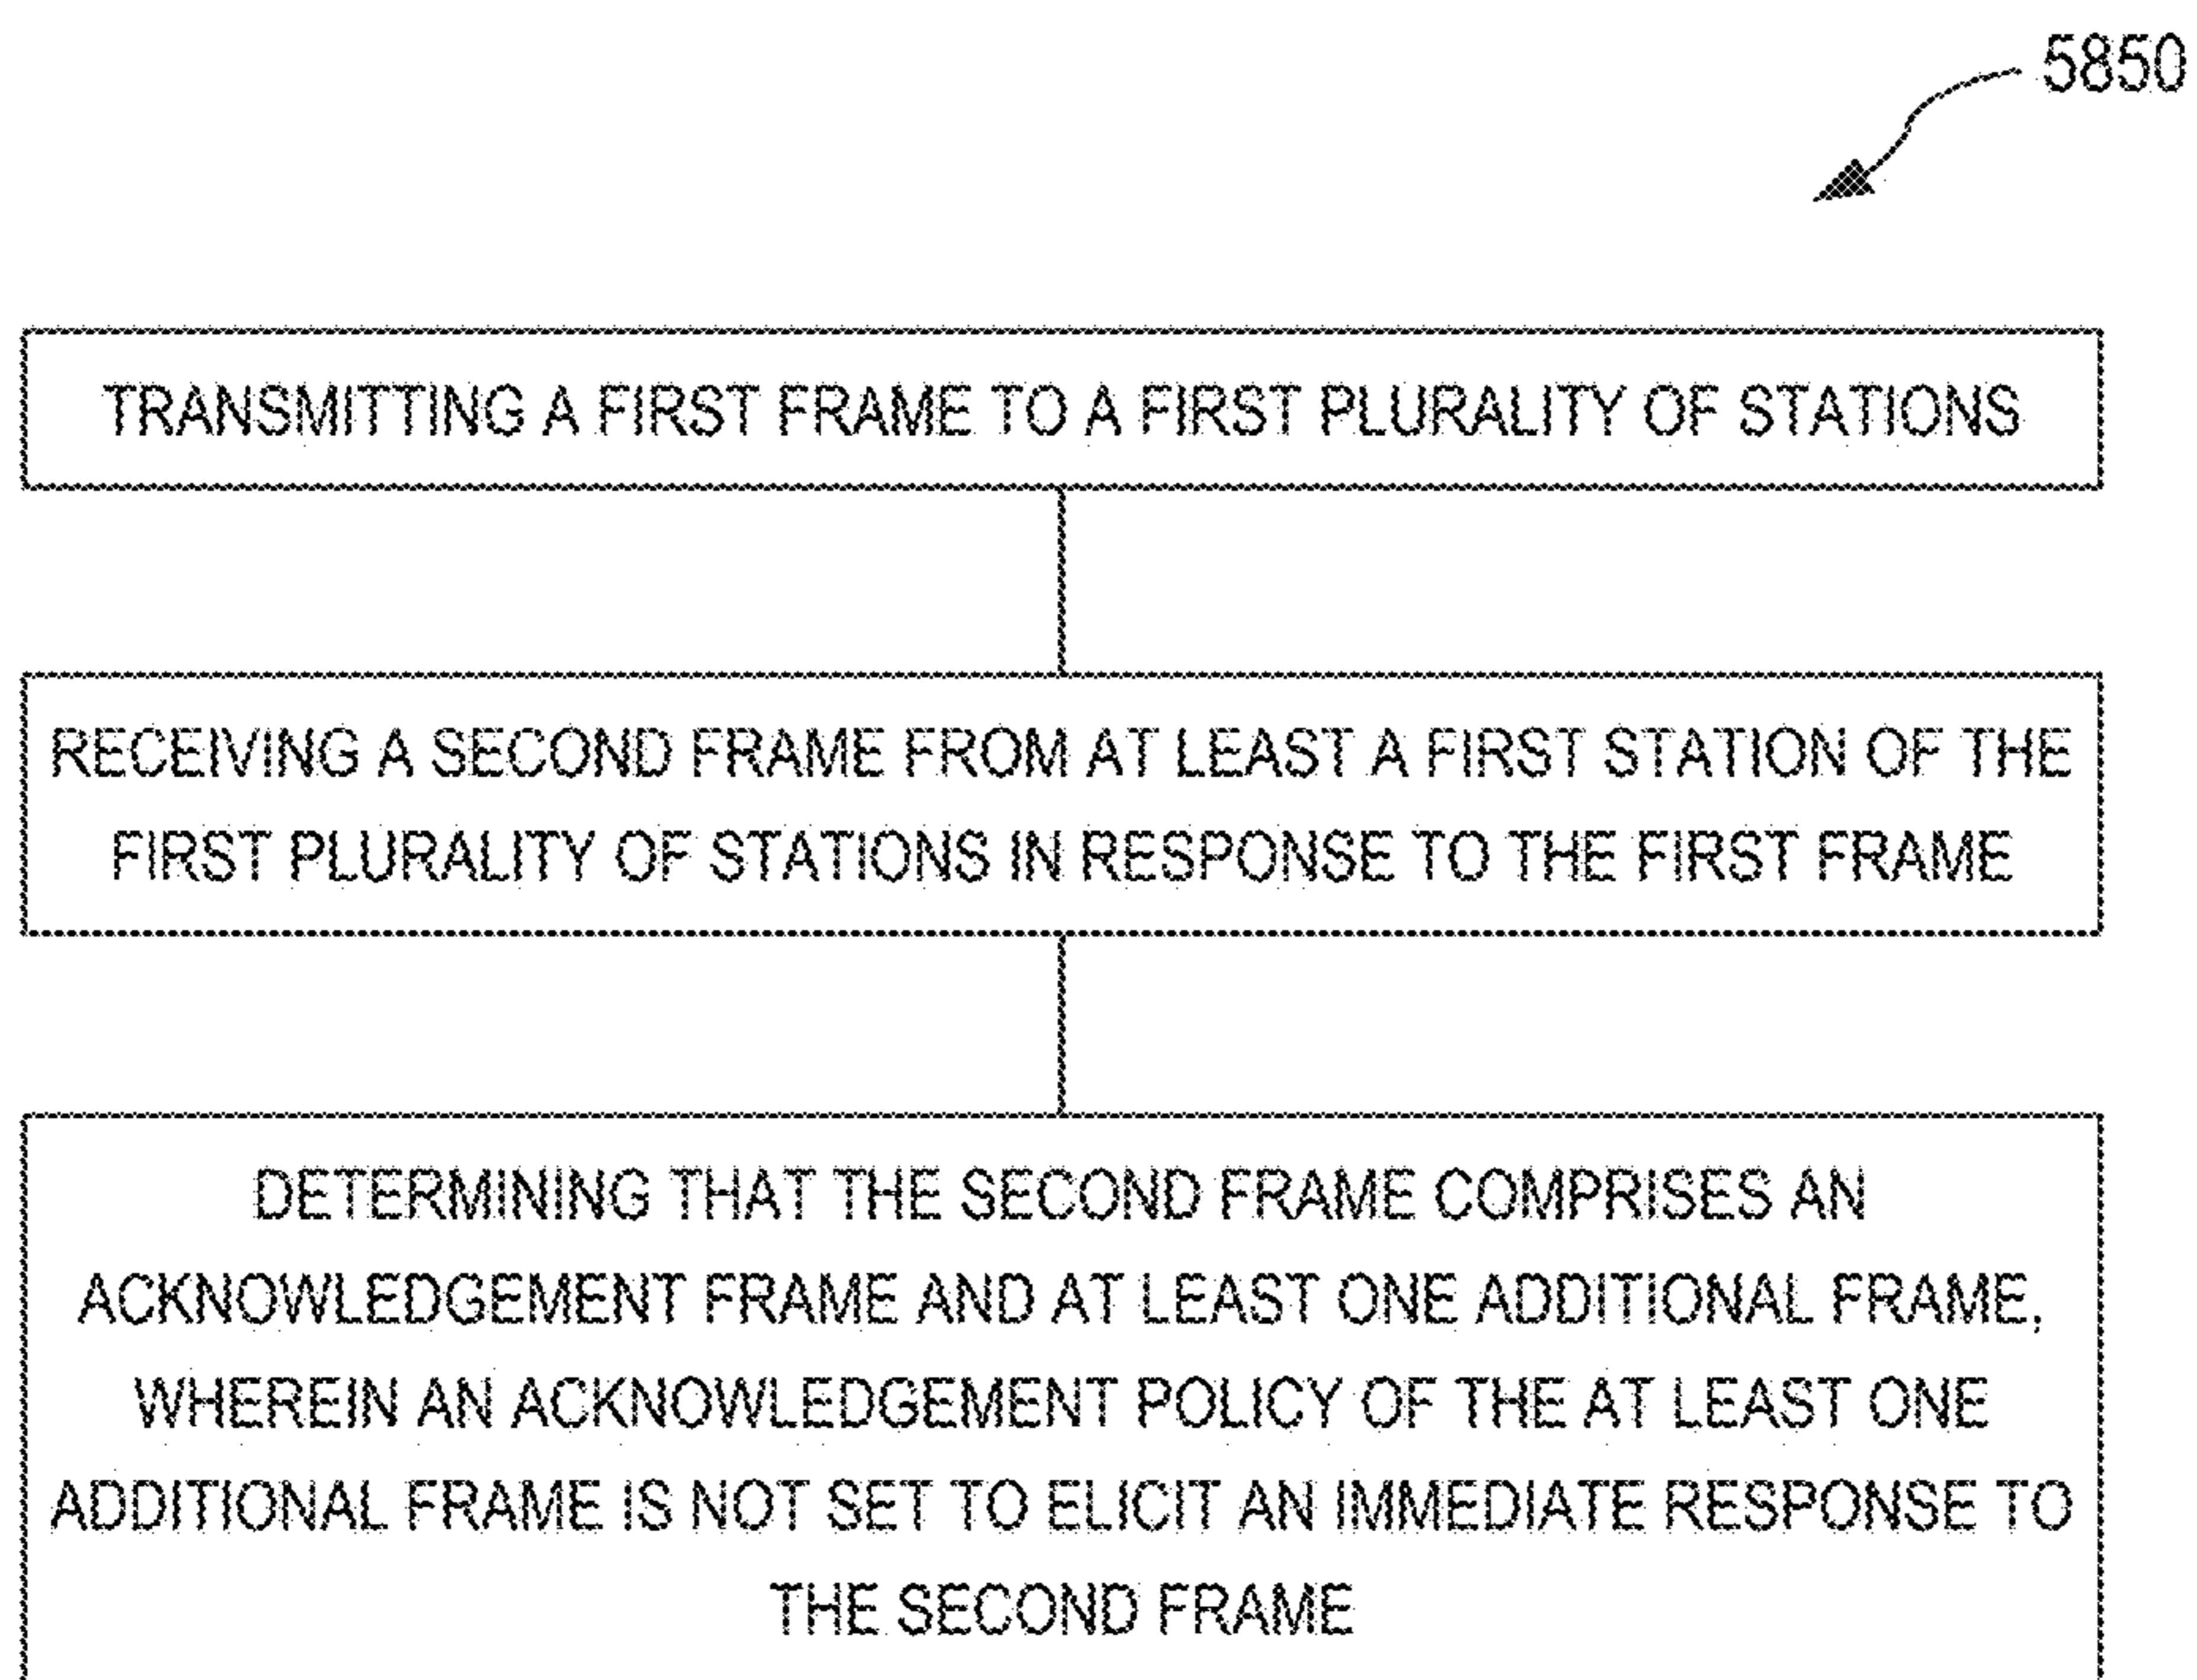 5850
TRANSMITTING A FIRST FRAME TO A FIRST PLURALITY OF STATIONS
RECEIVING A SECOND FRAME FROM AT LEAST A FIRST STATION OF THE
FIRST PLURALITY OF STATIONS IN RESPONSE TO THE FIRST FRAME
DETERMINING THAT THE SECOND FRAME COMPRISES AN
ACKNOWLEDGEMENT FRAME AND AT LEAST ONE ADDITIONAL FRAME,
WHEREIN AN ACKNOWLEDGEMENT POLICY OF THE AT LEAST ONE
ADDITIONAL FRAME IS NOT SET TO ELICIT AN IMMEDIATE RESPONSE TO
THE SECOND FRAME